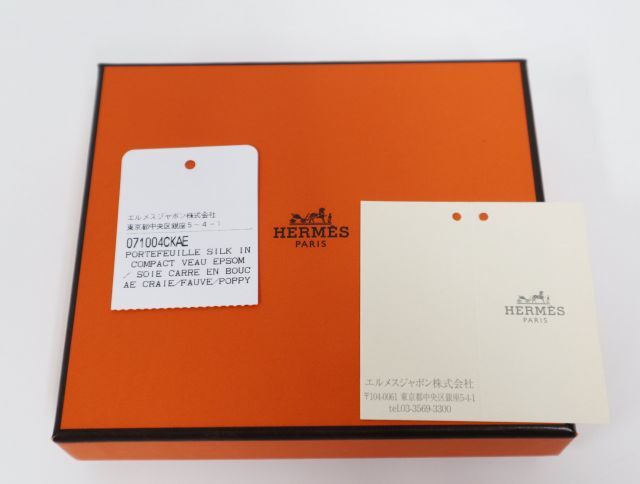 エルメスジャポン株式会社
東京都中央区銀座5-4-1
071004CKAE
PORTEFEUILLE SILK IN
COMPACT VEAU EPSOM
/ SOIE CARRE EN BOUC
AE CRAIE/FAUVE/POPPY
HERMÈS
PARIS
HERMÈS
PARIS
エルメスジャポン株式会社
〒104-0061 東京都中央区銀座5-4-1
tel.03-3569-3300